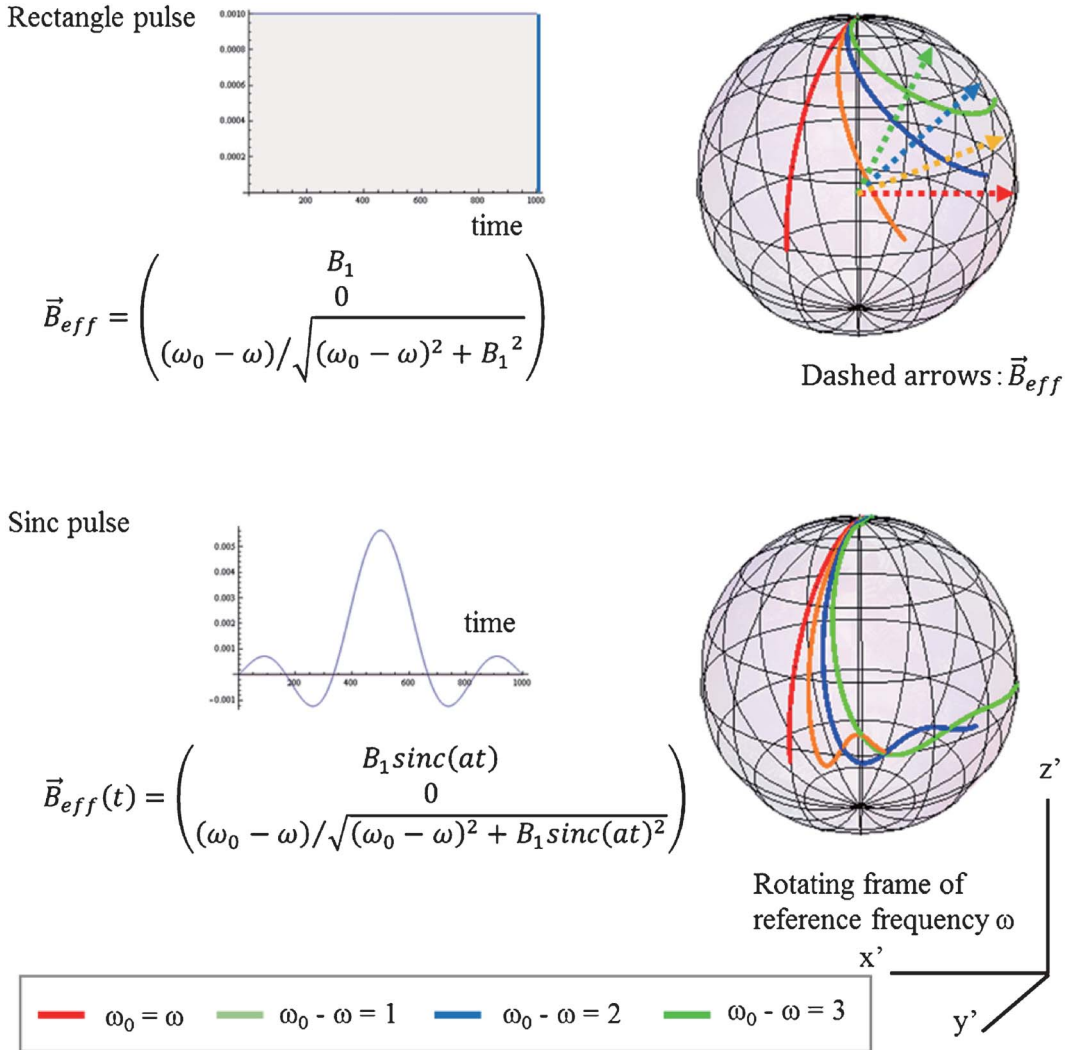 Rectangle pulse
0.0010
0.0008
0.0006
0.0004
0.0002
200 400 600 800 1000
time
B⃗_eff = ( B₁
0
(ω₀ − ω)/√((ω₀ − ω)² + B₁²) )
Dashed arrows: B⃗_eff
Sinc pulse
0.005
0.004
0.003
0.002
0.001
−0.001
200 400 600 800 1000
time
B⃗_eff(t) = ( B₁sinc(at)
0
(ω₀ − ω)/√((ω₀ − ω)² + B₁sinc(at)²) )
Rotating frame of
reference frequency ω
z’
x’
y’
ω₀ = ω ω₀ - ω = 1 ω₀ - ω = 2 ω₀ - ω = 3